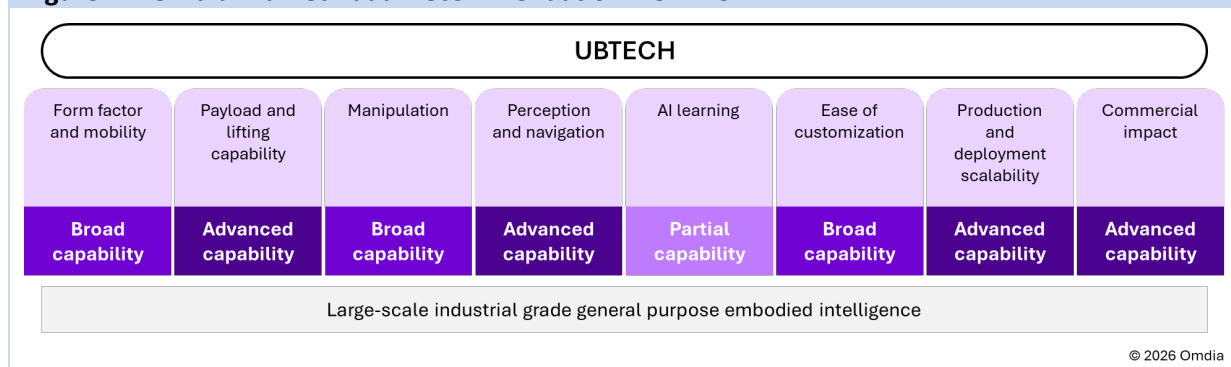 UBTECH
Form factor
and mobility
Payload and
lifting
capability
Manipulation
Perception
and navigation
AI learning
Ease of
customization
Production
and
deployment
scalability
Commercial
impact
Broad
capability
Advanced
capability
Broad
capability
Advanced
capability
Partial
capability
Broad
capability
Advanced
capability
Advanced
capability
Large-scale industrial grade general purpose embodied intelligence
© 2026 Omdia